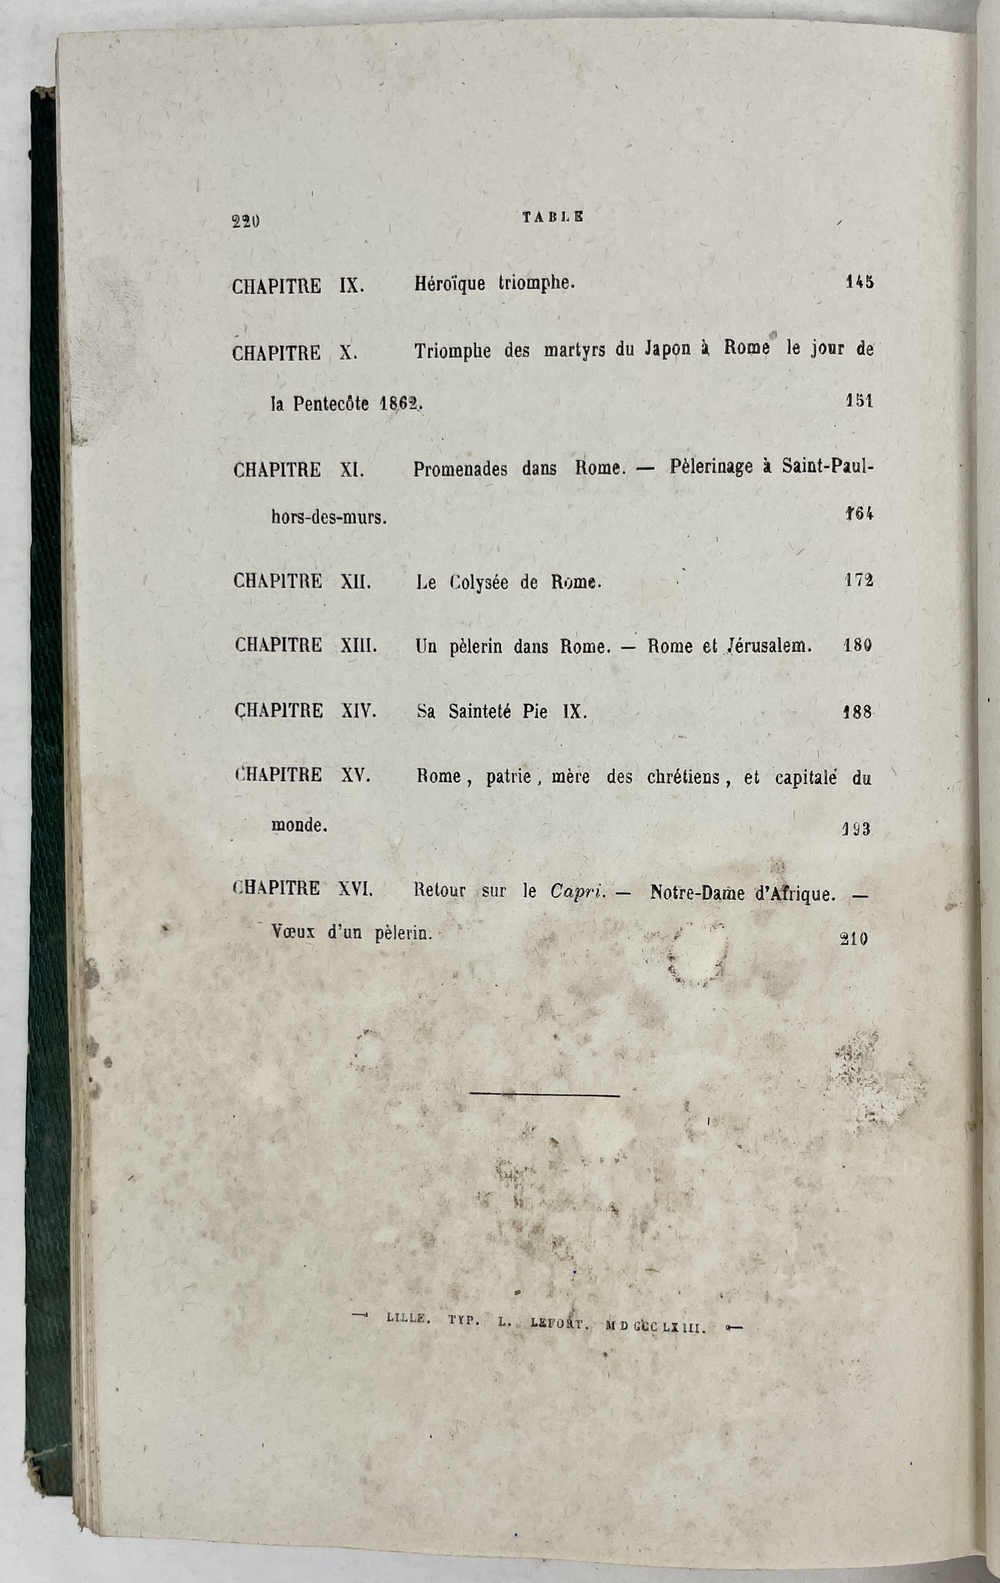 220 TABLE
CHAPITRE IX. Héroïque triomphe. 145
CHAPITRE X. Triomphe des martyrs du Japon à Rome le jour de
la Pentecôte 1862. 151
CHAPITRE XI. Promenades dans Rome. — Pèlerinage à Saint-Paul-
hors-des-murs. 164
CHAPITRE XII. Le Colysée de Rome. 172
CHAPITRE XIII. Un pèlerin dans Rome. — Rome et Jérusalem. 180
CHAPITRE XIV. Sa Sainteté Pie IX. 188
CHAPITRE XV. Rome, patrie, mère des chrétiens, et capitale du
monde. 193
CHAPITRE XVI. Retour sur le Capri. — Notre-Dame d'Afrique. —
Vœux d'un pèlerin. 210
LILLE. TYP. L. LEFORT. MDCCCLXIII.